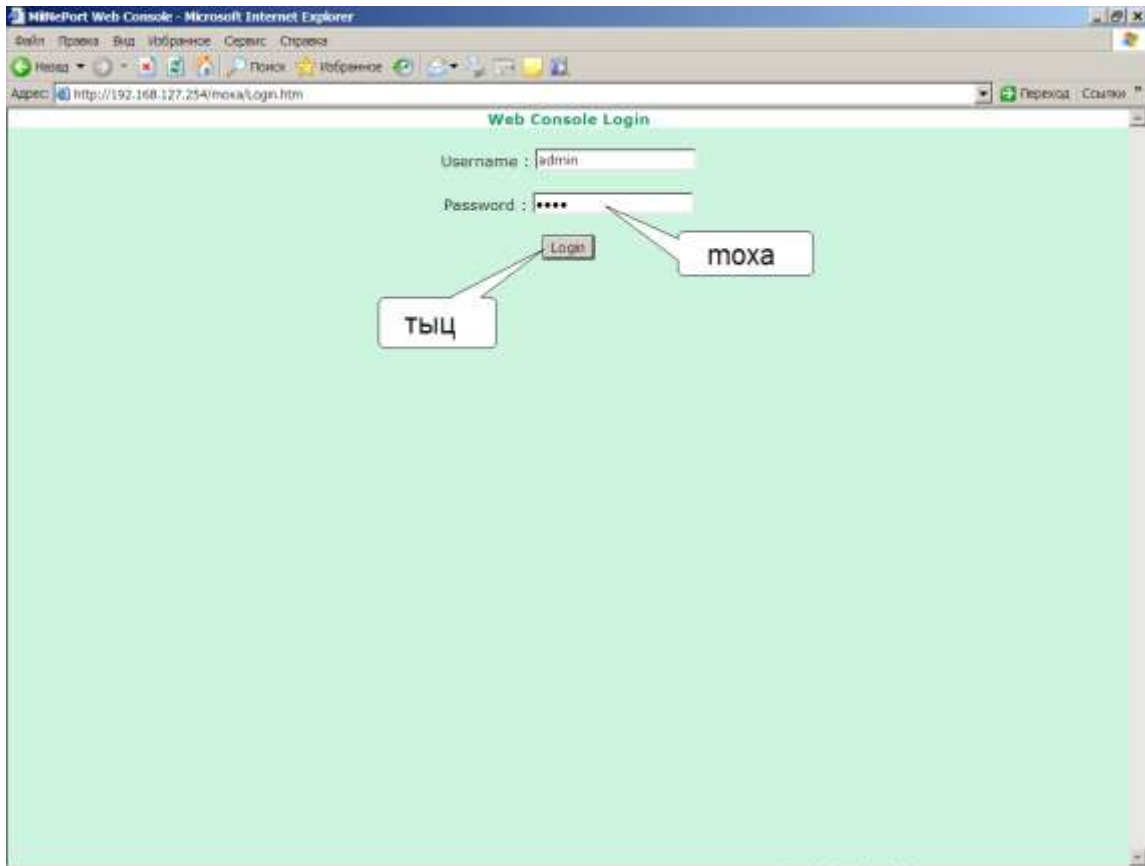 MiiNePort Web Console - Microsoft Internet Explorer
Файл Правка Вид Избранное Сервис Справка
Назад Поиск Избранное
Адрес: http://192.168.127.254/moxa/Login.htm Переход Ссылки »
Web Console Login
Username : admin
Password : ••••
Login
moxa
тыц